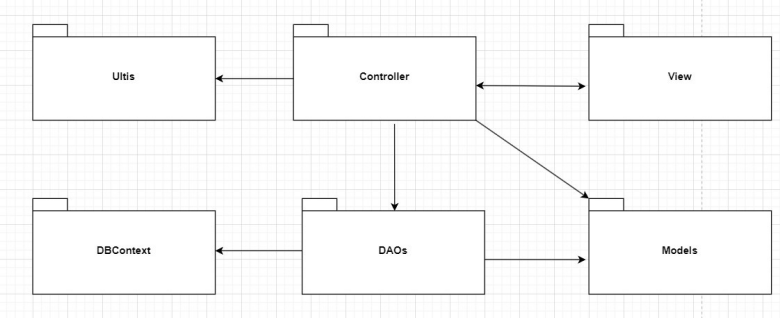 Ultis
Controller
View
DBContext
DAOs
Models